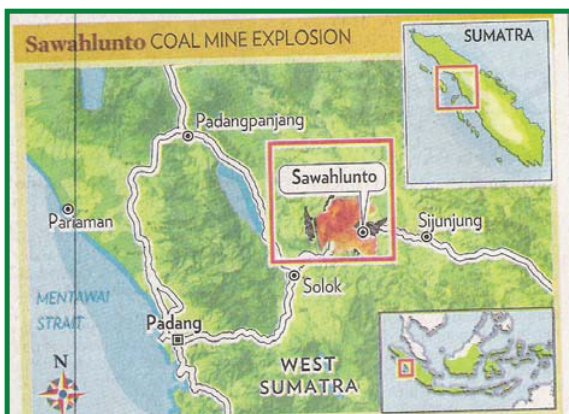 Sawahlunto COAL MINE EXPLOSION
SUMATRA
Padangpanjang
Sawahlunto
Pariaman
Sijunjung
Solok
MENTAWAI
STRAIT
Padang
N
WEST
SUMATRA